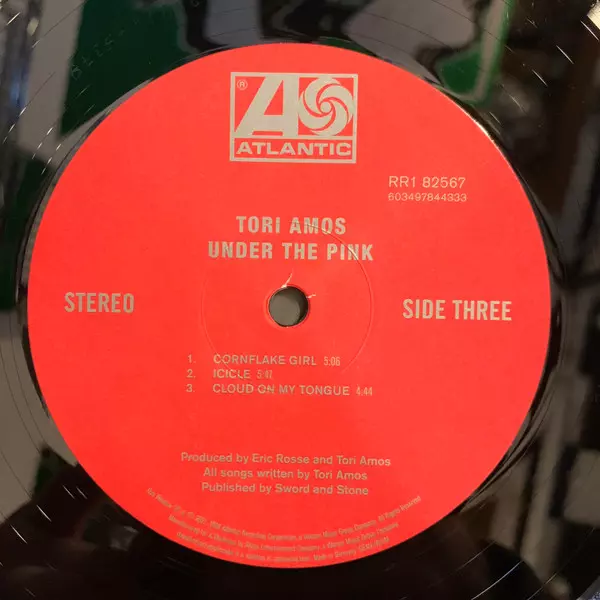 ®
ATLANTIC
RR1 82567
603497844333
TORI AMOS
UNDER THE PINK
STEREO
SIDE THREE
1. CORNFLAKE GIRL 5:06
2. ICICLE 5:47
3. CLOUD ON MY TONGUE 4:44
Produced by Eric Rosse and Tori Amos
All songs written by Tori Amos
Published by Sword and Stone